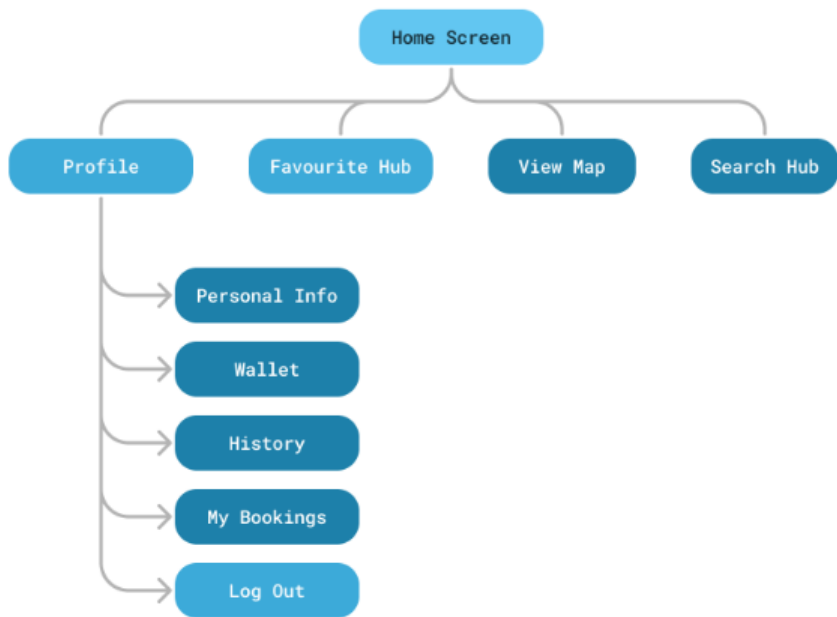 Home Screen
Profile
Favourite Hub
View Map
Search Hub
Personal Info
Wallet
History
My Bookings
Log Out